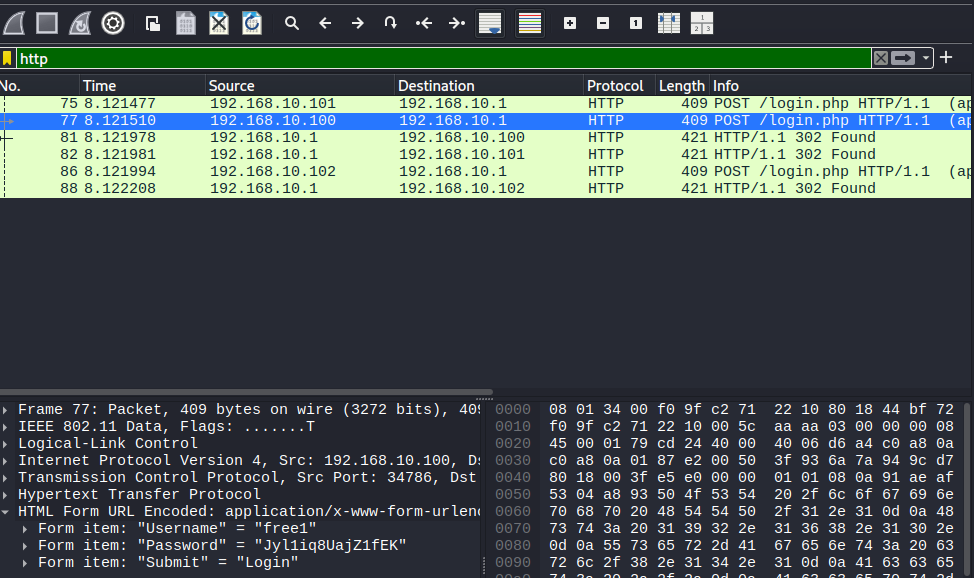 1
1
2 3
http
No. Time Source Destination Protocol Length Info
75 8.121477 192.168.10.101 192.168.10.1 HTTP 409 POST /login.php HTTP/1.1 (ap
77 8.121510 192.168.10.100 192.168.10.1 HTTP 409 POST /login.php HTTP/1.1 (ap
81 8.121978 192.168.10.1 192.168.10.100 HTTP 421 HTTP/1.1 302 Found
82 8.121981 192.168.10.1 192.168.10.101 HTTP 421 HTTP/1.1 302 Found
86 8.121994 192.168.10.102 192.168.10.1 HTTP 409 POST /login.php HTTP/1.1 (ap
88 8.122208 192.168.10.1 192.168.10.102 HTTP 421 HTTP/1.1 302 Found
Frame 77: Packet, 409 bytes on wire (3272 bits), 409
IEEE 802.11 Data, Flags: .......T
Logical-Link Control
Internet Protocol Version 4, Src: 192.168.10.100, Ds
Transmission Control Protocol, Src Port: 34786, Dst
Hypertext Transfer Protocol
HTML Form URL Encoded: application/x-www-form-urlenc
Form item: "Username" = "free1"
Form item: "Password" = "Jyl1iq8UajZ1fEK"
Form item: "Submit" = "Login"
0000 08 01 34 00 f0 9f c2 71 22 10 80 18 44 bf 72
0010 f0 9f c2 71 22 10 00 5c aa aa 03 00 00 00 08
0020 45 00 01 79 cd 24 40 00 40 06 d6 a4 c0 a8 0a
0030 c0 a8 0a 01 87 e2 00 50 3f 93 6a 7a 94 9c d7
0040 80 18 00 3f e5 e0 00 00 01 01 08 0a 91 ae af
0050 53 04 a8 93 50 4f 53 54 20 2f 6c 6f 67 69 6e
0060 70 68 70 20 48 54 54 50 2f 31 2e 31 0d 0a 48
0070 73 74 3a 20 31 39 32 2e 31 36 38 2e 31 30 2e
0080 0d 0a 55 73 65 72 2d 41 67 65 6e 74 3a 20 63
0090 72 6c 2f 38 2e 31 34 2e 31 0d 0a 41 63 63 65